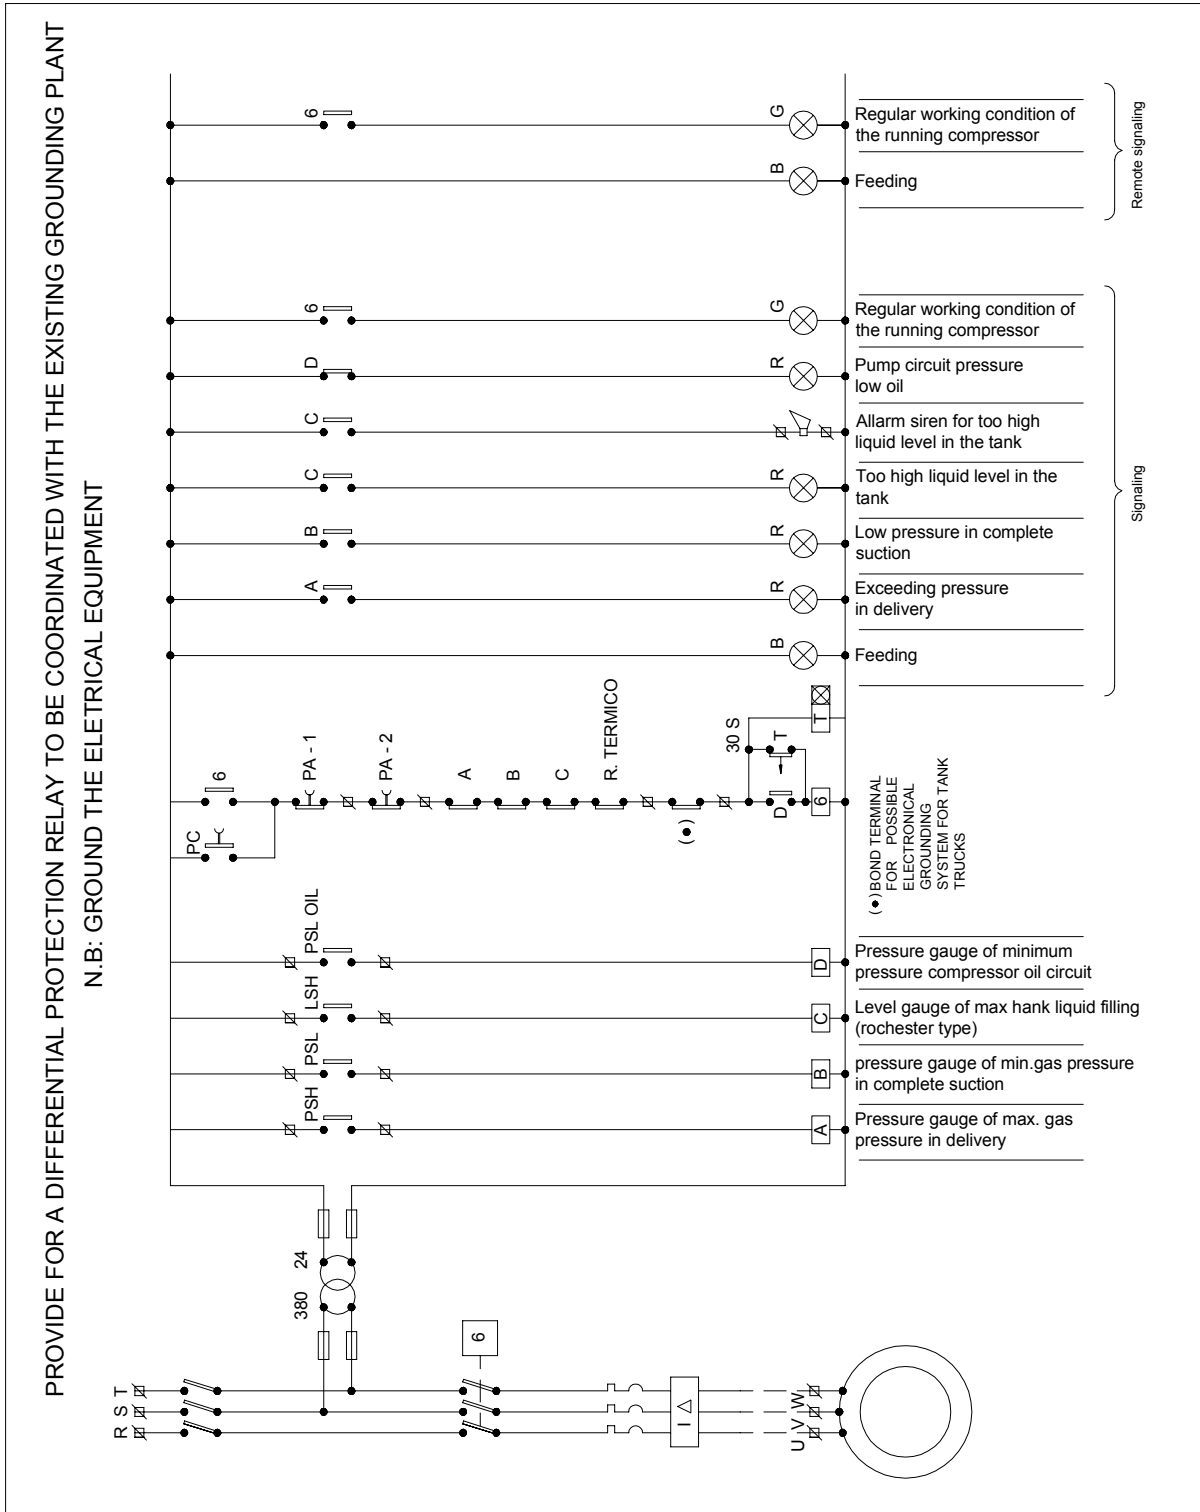 PROVIDE FOR A DIFFERENTIAL PROTECTION RELAY TO BE COORDINATED WITH THE EXISTING GROUNDING PLANT
N.B: GROUND THE ELETRICAL EQUIPMENT
R S T
6
380
24
I △
U V W
PSH
PSL
LSH
PSL OIL
A
B
C
D
Pressure gauge of max. gas
pressure in delivery
pressure gauge of min.gas pressure
in complete suction
Level gauge of max hank liquid filling
(rochester type)
Pressure gauge of minimum
pressure compressor oil circuit
PC
6
PA - 1
PA - 2
A
B
C
R. TERMICO
(•)
30 S
D
T
6
T
(•) BOND TERMINAL
FOR POSSIBLE
ELECTRONICAL
GROUNDING
SYSTEM FOR TANK
TRUCKS
B
Feeding
A
R
Exceeding pressure
in delivery
B
R
Low pressure in complete
suction
C
R
Too high liquid level in the
tank
C
Allarm siren for too high
liquid level in the tank
D
R
Pump circuit pressure
low oil
6
G
Regular working condition of
the running compressor
Signaling
B
Feeding
6
G
Regular working condition of
the running compressor
Remote signaling